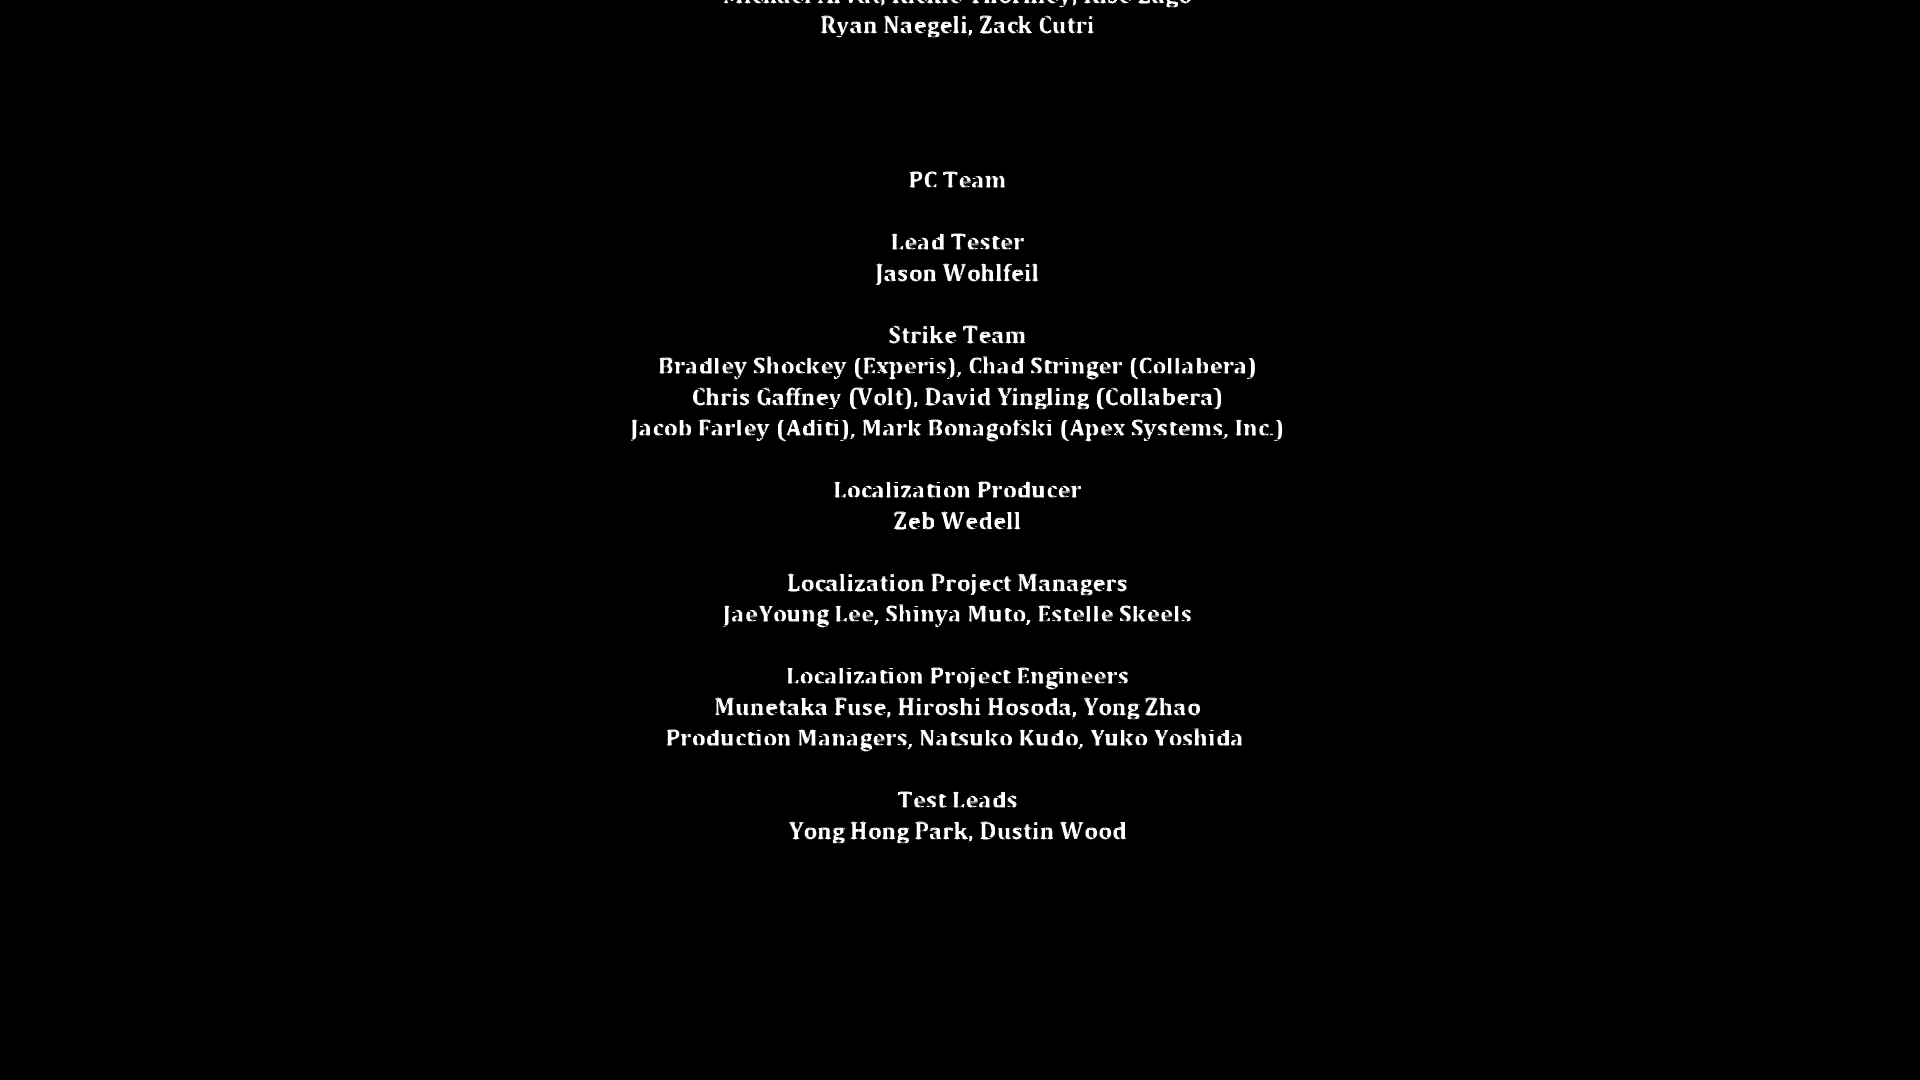 Ryan Naegeli, Zack Cutri
PC Team
Lead Tester
Jason Wohlfeil
Strike Team
Bradley Shockey (Experis), Chad Stringer (Collabera)
Chris Gaffney (Volt), David Yingling (Collabera)
Jacob Farley (Aditi), Mark Bonagofski (Apex Systems, Inc.)
Localization Producer
Zeb Wedell
Localization Project Managers
JaeYoung Lee, Shinya Muto, Estelle Skeels
Localization Project Engineers
Munetaka Fuse, Hiroshi Hosoda, Yong Zhao
Production Managers, Natsuko Kudo, Yuko Yoshida
Test Leads
Yong Hong Park, Dustin Wood